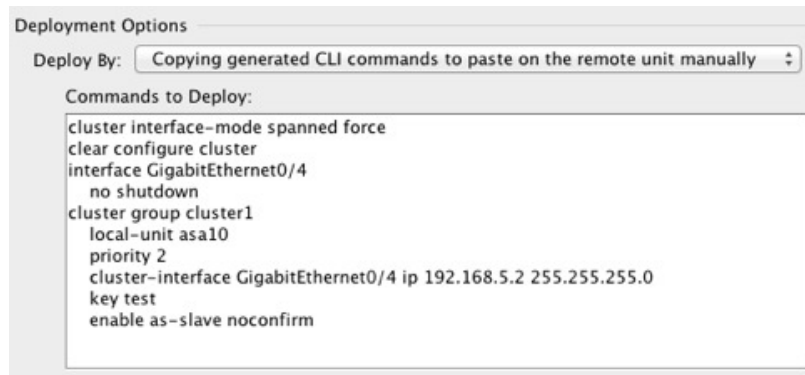 Deployment Options
Deploy By: Copying generated CLI commands to paste on the remote unit manually
Commands to Deploy:
cluster interface-mode spanned force
clear configure cluster
interface GigabitEthernet0/4
no shutdown
cluster group cluster1
local-unit asa10
priority 2
cluster-interface GigabitEthernet0/4 ip 192.168.5.2 255.255.255.0
key test
enable as-slave noconfirm